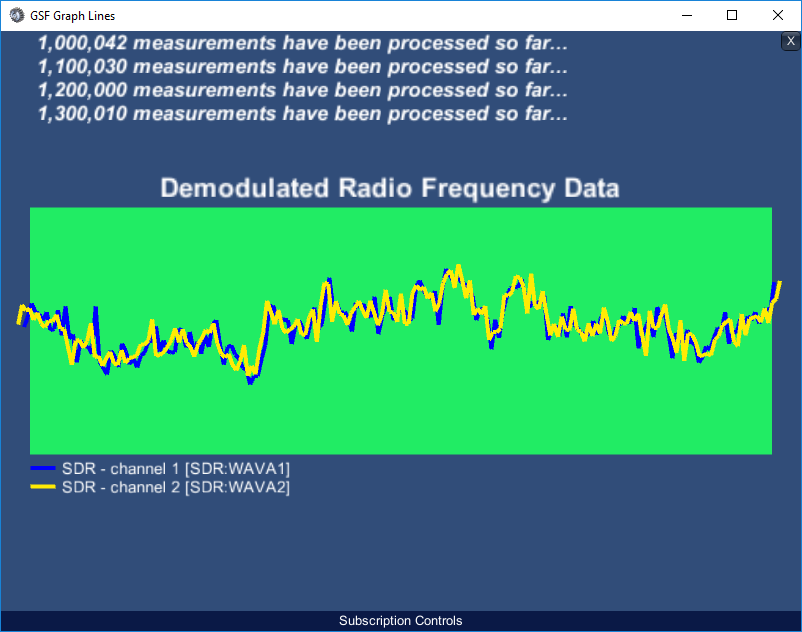 GSF Graph Lines
1,000,042 measurements have been processed so far...
X
1,100,030 measurements have been processed so far...
1,200,000 measurements have been processed so far...
1,300,010 measurements have been processed so far...
Demodulated Radio Frequency Data
SDR - channel 1 [SDR:WAVA1]
SDR - channel 2 [SDR:WAVA2]
Subscription Controls